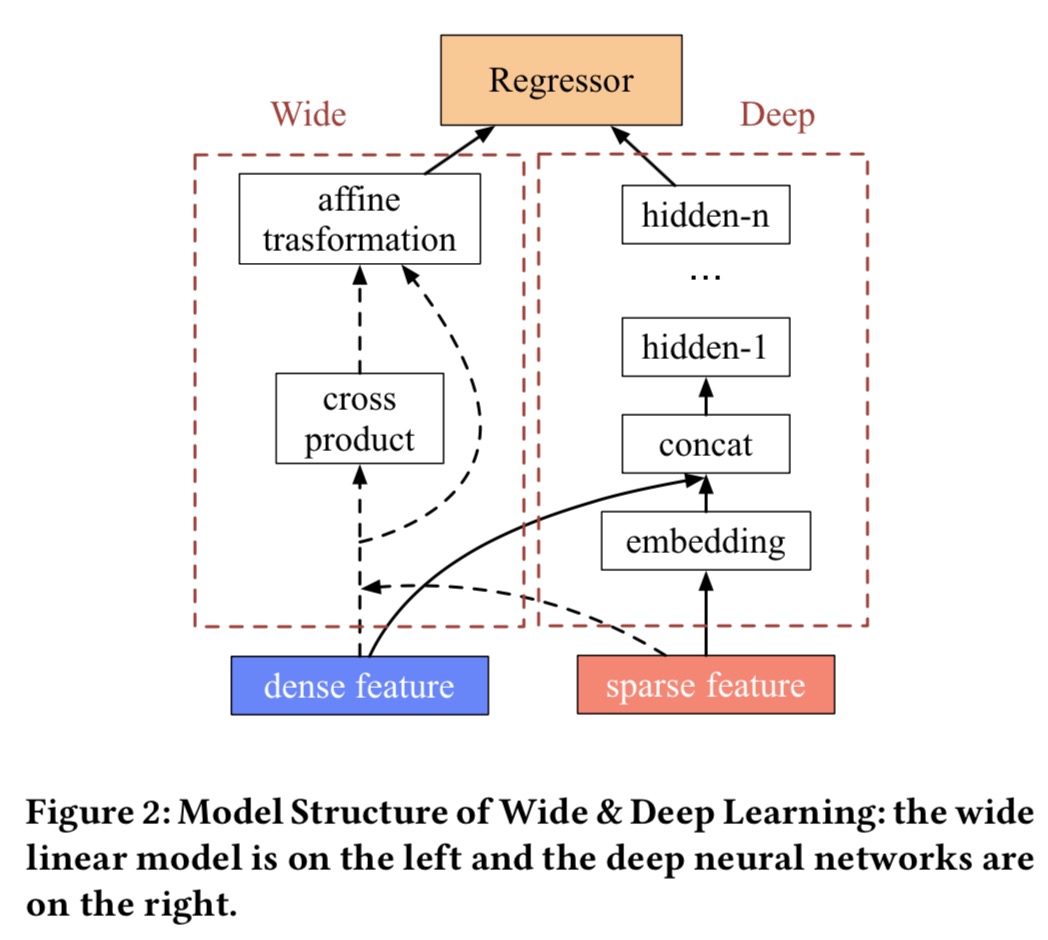 Regressor
Wide
Deep
affine
trasformation
hidden-n
...
hidden-1
cross
product
concat
embedding
dense feature
sparse feature
Figure 2: Model Structure of Wide & Deep Learning: the wide
linear model is on the left and the deep neural networks are
on the right.